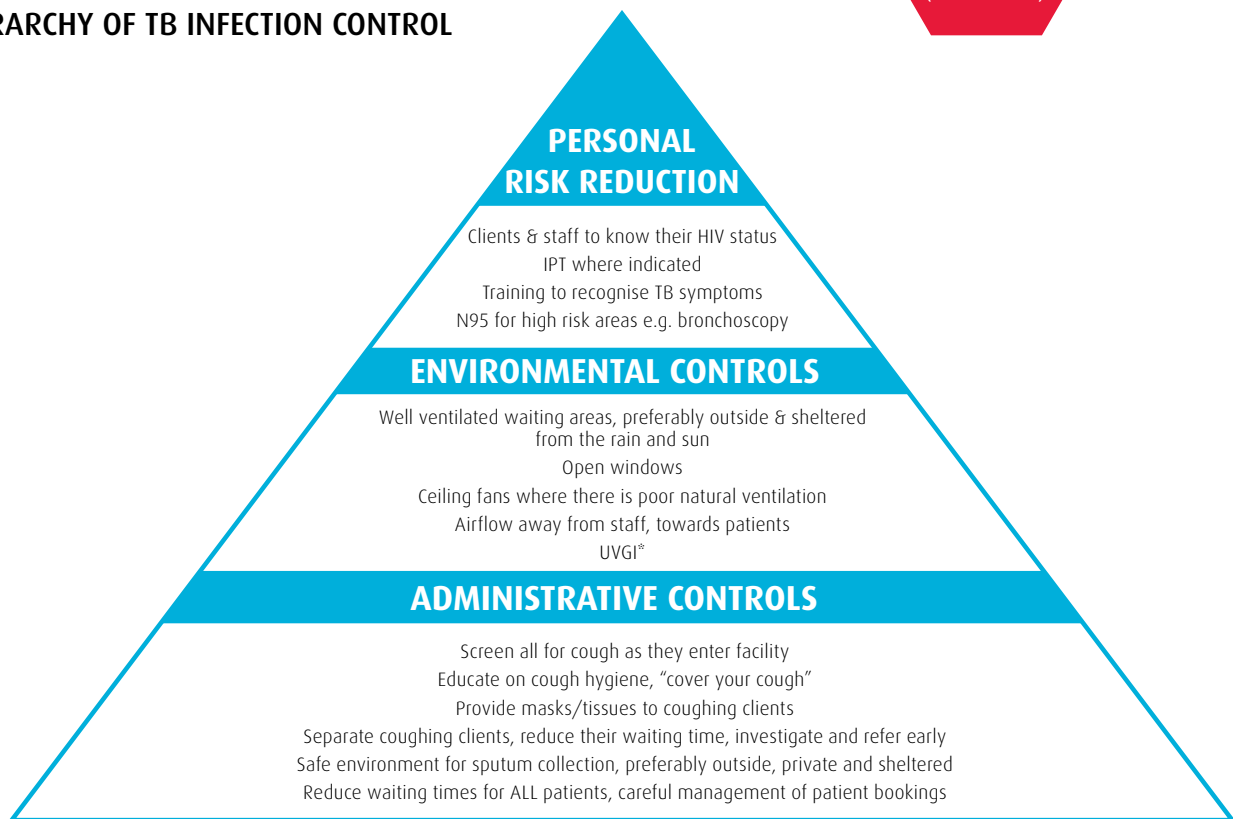 RARCHY OF TB INFECTION CONTROL
PERSONAL
RISK REDUCTION
Clients & staff to know their HIV status
IPT where indicated
Training to recognise TB symptoms
N95 for high risk areas e.g. bronchoscopy
ENVIRONMENTAL CONTROLS
Well ventilated waiting areas, preferably outside & sheltered
from the rain and sun
Open windows
Ceiling fans where there is poor natural ventilation
Airflow away from staff, towards patients
UVGI*
ADMINISTRATIVE CONTROLS
Screen all for cough as they enter facility
Educate on cough hygiene, “cover your cough”
Provide masks/tissues to coughing clients
Separate coughing clients, reduce their waiting time, investigate and refer early
Safe environment for sputum collection, preferably outside, private and sheltered
Reduce waiting times for ALL patients, careful management of patient bookings